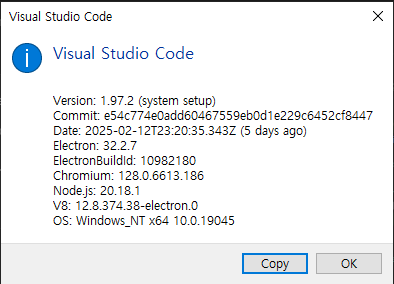 Visual Studio Code
Visual Studio Code
Version: 1.97.2 (system setup)
Commit: e54c774e0add60467559eb0d1e229c6452cf8447
Date: 2025-02-12T23:20:35.343Z (5 days ago)
Electron: 32.2.7
ElectronBuildId: 10982180
Chromium: 128.0.6613.186
Node.js: 20.18.1
V8: 12.8.374.38-electron.0
OS: Windows_NT x64 10.0.19045
Copy
OK